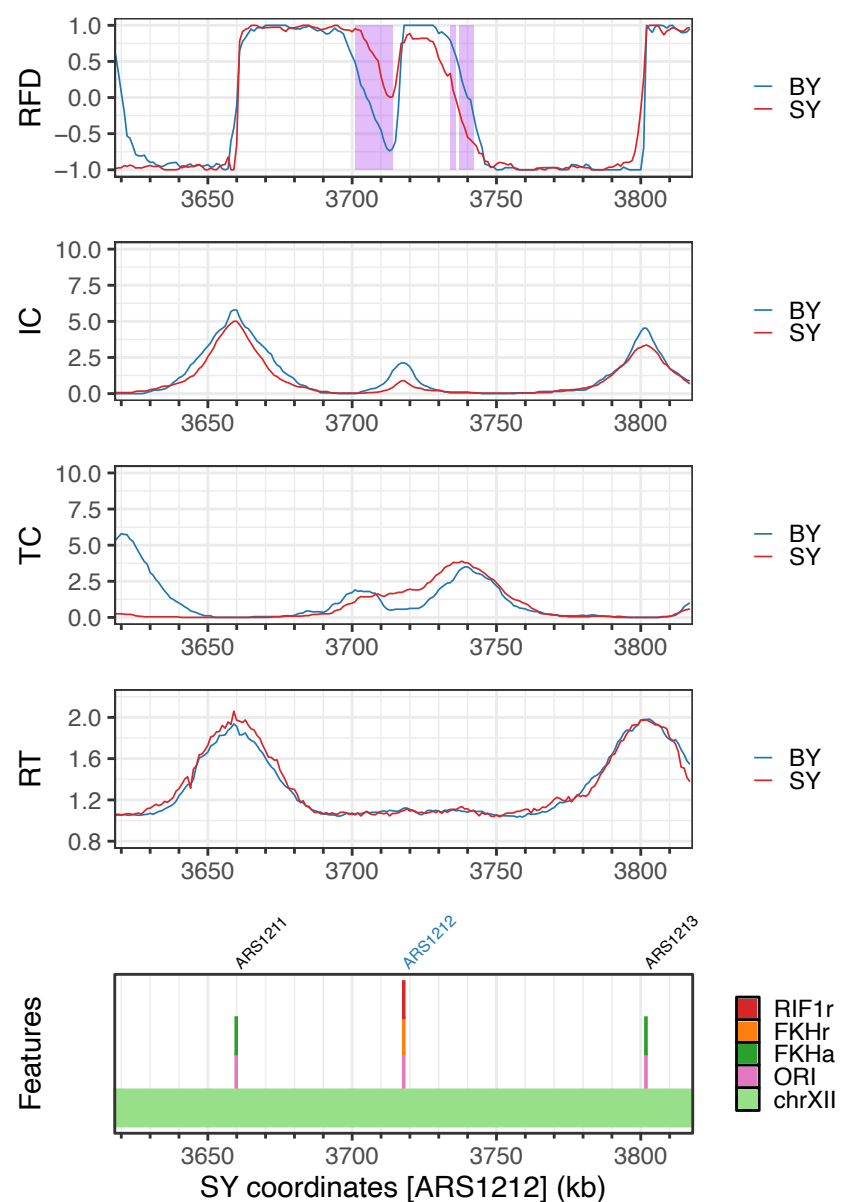 RFD
1.0
0.5
0.0
−0.5
−1.0
3650 3700 3750 3800
BY
SY
IC
10.0
7.5
5.0
2.5
0.0
3650 3700 3750 3800
BY
SY
TC
10.0
7.5
5.0
2.5
0.0
3650 3700 3750 3800
BY
SY
RT
2.0
1.6
1.2
0.8
3650 3700 3750 3800
BY
SY
ARS1211 ARS1212 ARS1213
Features
RIF1r
FKHr
FKHa
ORI
chrXII
3650 3700 3750 3800
SY coordinates [ARS1212] (kb)